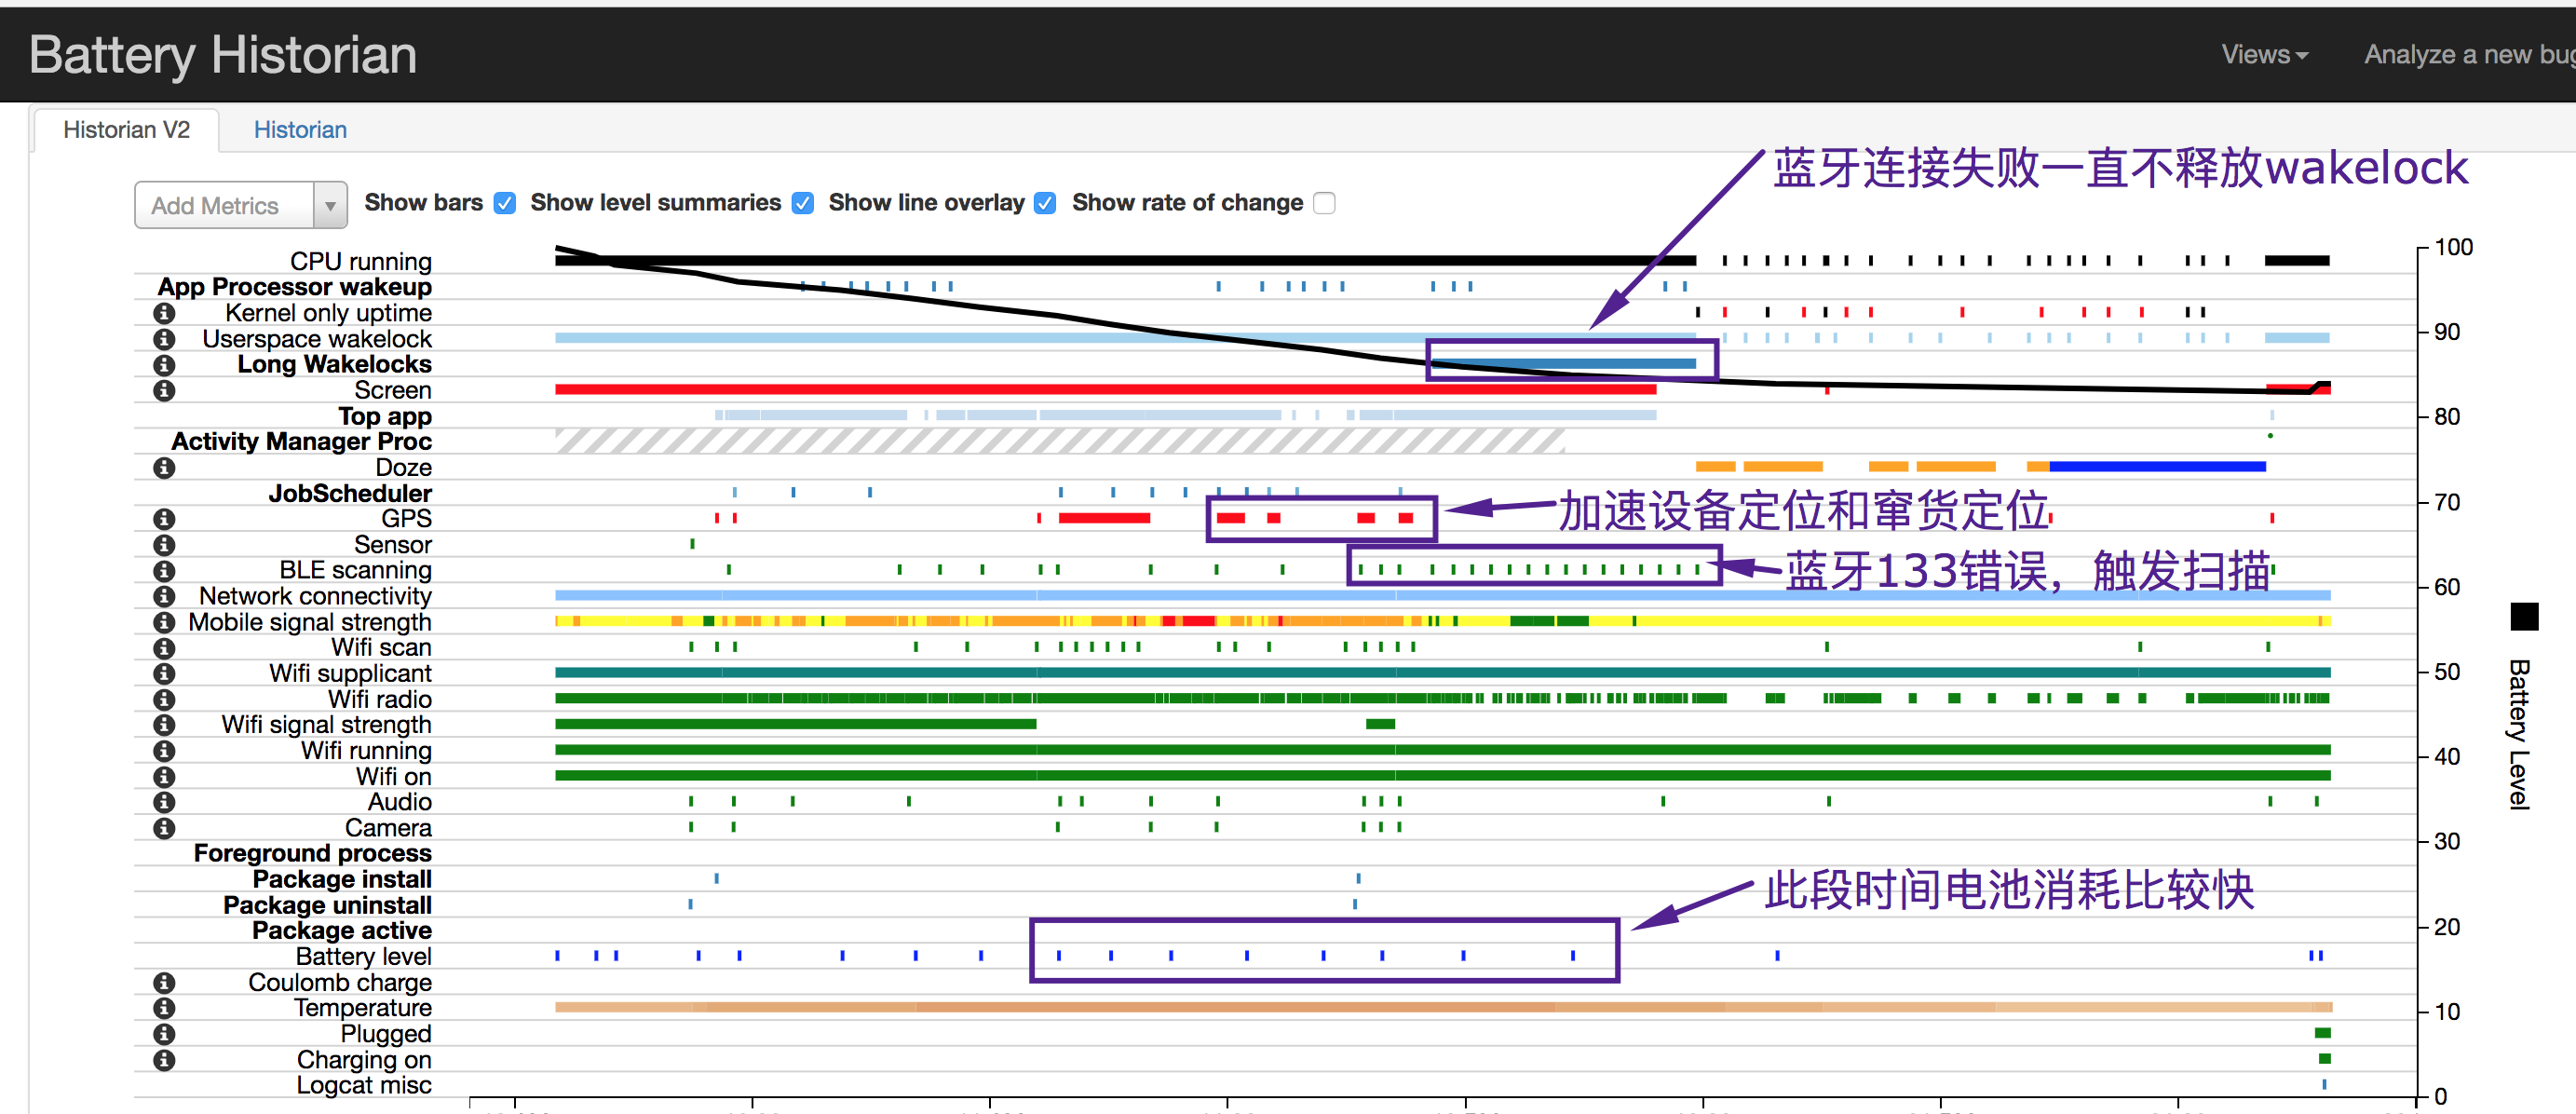 Battery Historian
Views
Analyze a new bug
Historian V2
Historian
蓝牙连接失败一直不释放wakelock
Add Metrics
Show bars
Show level summaries
Show line overlay
Show rate of change
CPU running
100
App Processor wakeup
Kernel only uptime
Userspace wakelock
90
Long Wakelocks
Screen
Top app
80
Activity Manager Proc
Doze
JobScheduler
70
GPS
加速设备定位和窜货定位
Sensor
BLE scanning
蓝牙133错误，触发扫描
Network connectivity
60
Mobile signal strength
Wifi scan
Wifi supplicant
50
Wifi radio
Wifi signal strength
Wifi running
40
Wifi on
Battery Level
Audio
Camera
30
Foreground process
Package install
此段时间电池消耗比较快
Package uninstall
Package active
20
Battery level
Coulomb charge
Temperature
10
Plugged
Charging on
Logcat misc
0